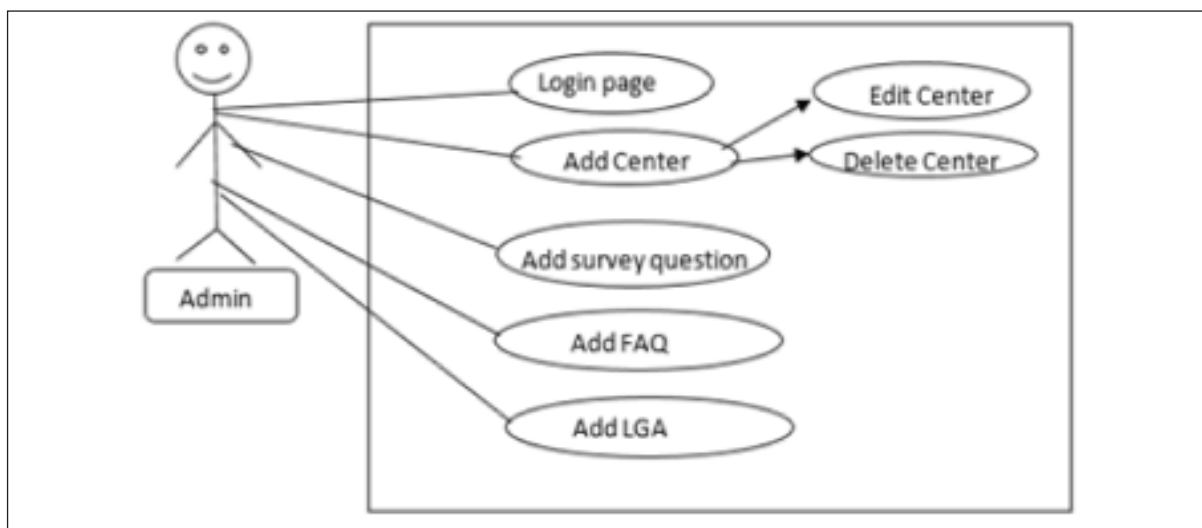 Login page
Edit Center
Add Center
Delete Center
Add survey question
Admin
Add FAQ
Add LGA